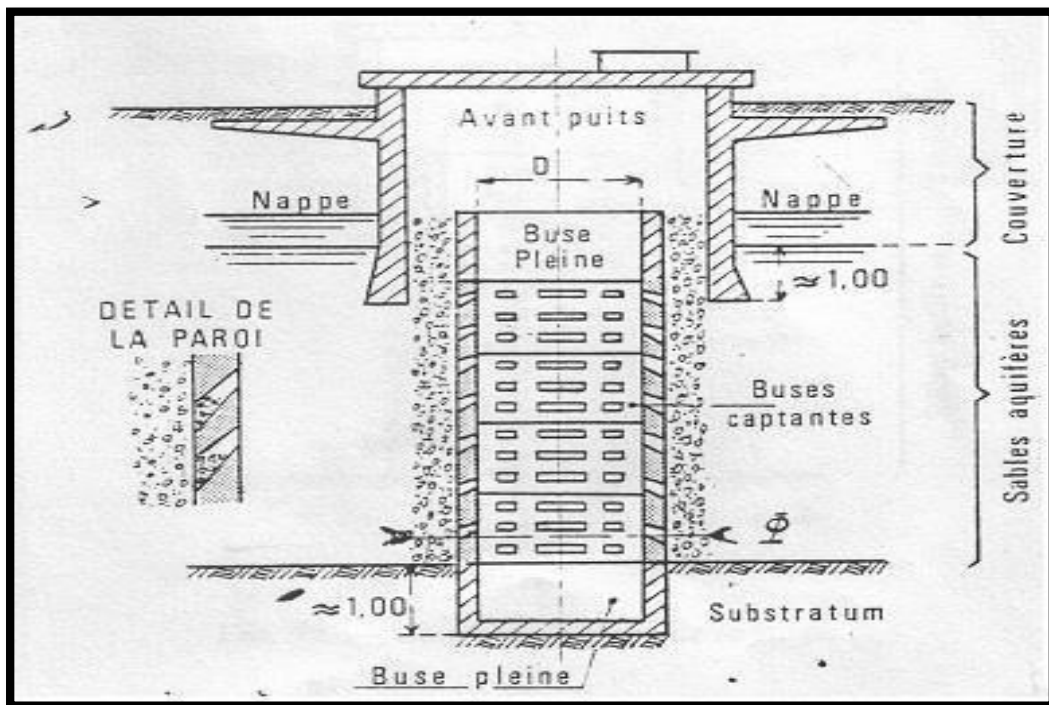 Avant puits
D
Nappe
Nappe
Buse
Pleine
≈1,00
DETAIL DE
LA PAROI
Buses
captantes
Φ
≈1,00
Substratum
Buse pleine
Couverture
Sables aquifères